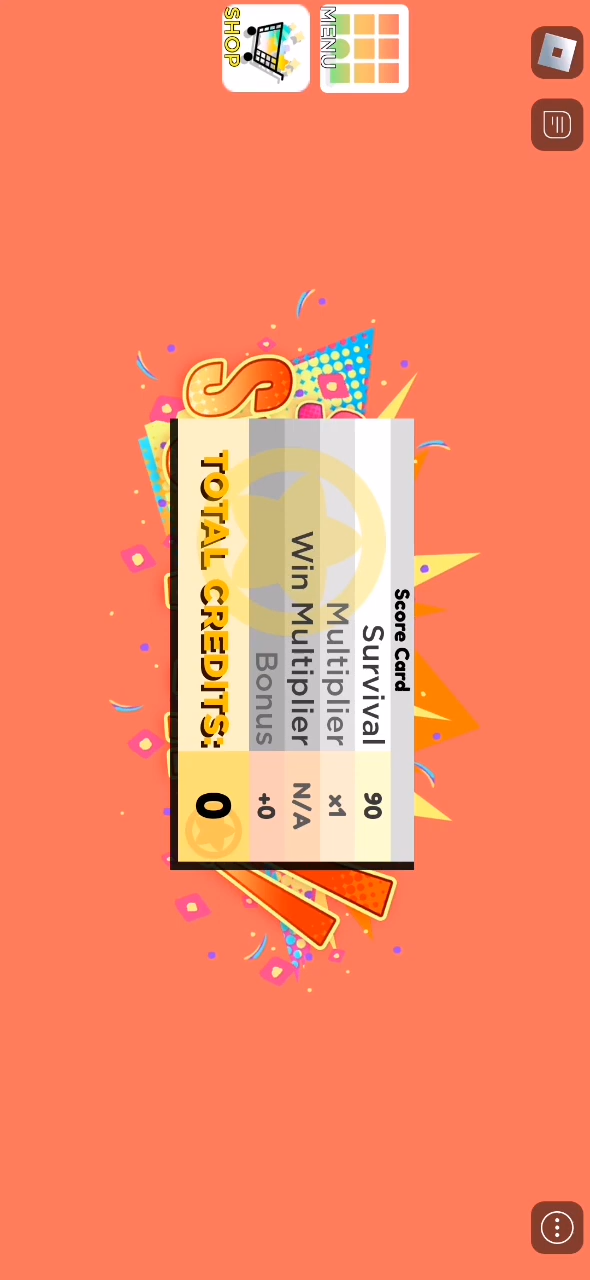 SHOP
MENU
Score Card
Survival 90
Multiplier x1
Win Multiplier N/A
Bonus +0
TOTAL CREDITS: 0